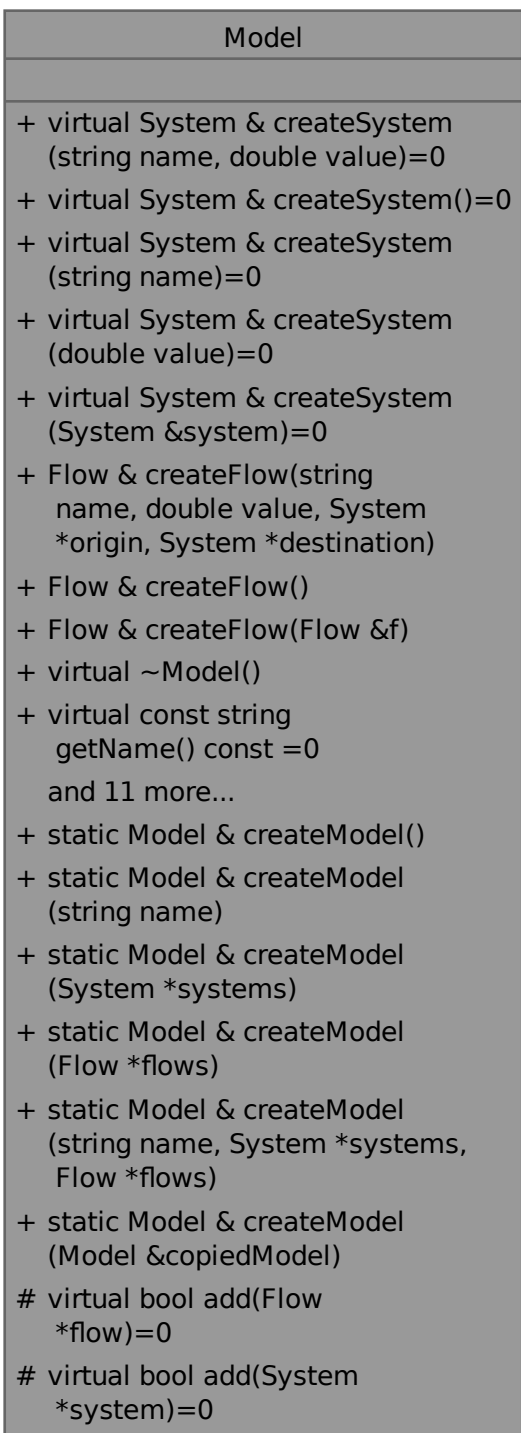 Model
+ virtual System & createSystem
(string name, double value)=0
+ virtual System & createSystem()=0
+ virtual System & createSystem
(string name)=0
+ virtual System & createSystem
(double value)=0
+ virtual System & createSystem
(System &system)=0
+ Flow & createFlow(string
name, double value, System
*origin, System *destination)
+ Flow & createFlow()
+ Flow & createFlow(Flow &f)
+ virtual ~Model()
+ virtual const string
getName() const =0
and 11 more...
+ static Model & createModel()
+ static Model & createModel
(string name)
+ static Model & createModel
(System *systems)
+ static Model & createModel
(Flow *flows)
+ static Model & createModel
(string name, System *systems,
Flow *flows)
+ static Model & createModel
(Model &copiedModel)
# virtual bool add(Flow
*flow)=0
# virtual bool add(System
*system)=0